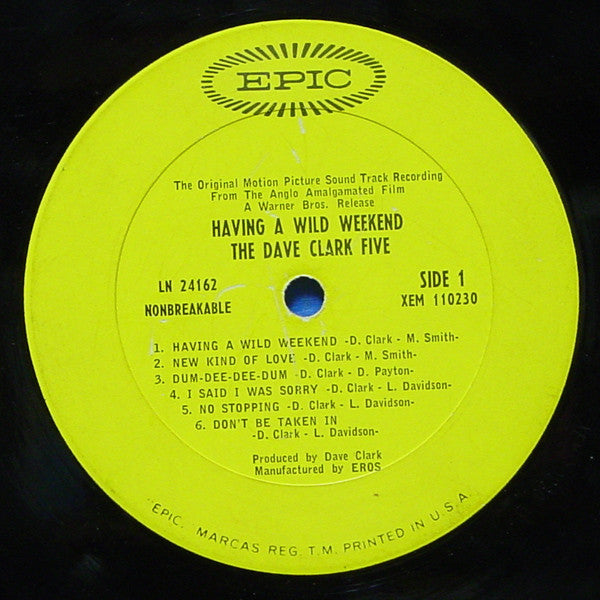 EPIC
The Original Motion Picture Sound Track Recording
From The Anglo Amalgamated Film
A Warner Bros. Release
HAVING A WILD WEEKEND
THE DAVE CLARK FIVE
LN 24162
NONBREAKABLE
SIDE 1
XEM 110230
1. HAVING A WILD WEEKEND -D. Clark - M. Smith-
2. NEW KIND OF LOVE -D. Clark - M. Smith-
3. DUM-DEE-DEE-DUM -D. Clark - D. Payton-
4. I SAID I WAS SORRY -D. Clark - L. Davidson-
5. NO STOPPING -D. Clark - L. Davidson-
6. DON'T BE TAKEN IN
-D. Clark - L. Davidson-
Produced by Dave Clark
Manufactured by EROS
"EPIC," MARCAS REG. T.M. PRINTED IN U.S.A.